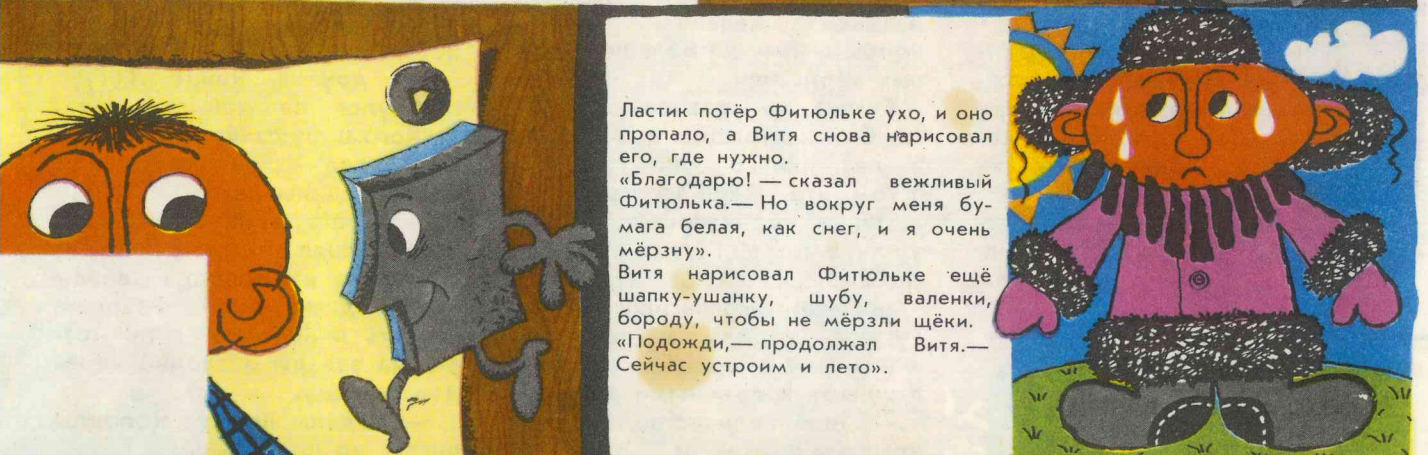 Ластик потёр Фитюльке ухо, и оно
пропало, а Витя снова нарисовал
его, где нужно.
«Благодарю! — сказал вежливый
Фитюлька.— Но вокруг меня бу-
мага белая, как снег, и я очень
мёрзну».
Витя нарисовал Фитюльке ещё
шапку-ушанку, шубу, валенки,
бороду, чтобы не мёрзли щёки.
«Подожди,— продолжал Витя.—
Сейчас устроим и лето».